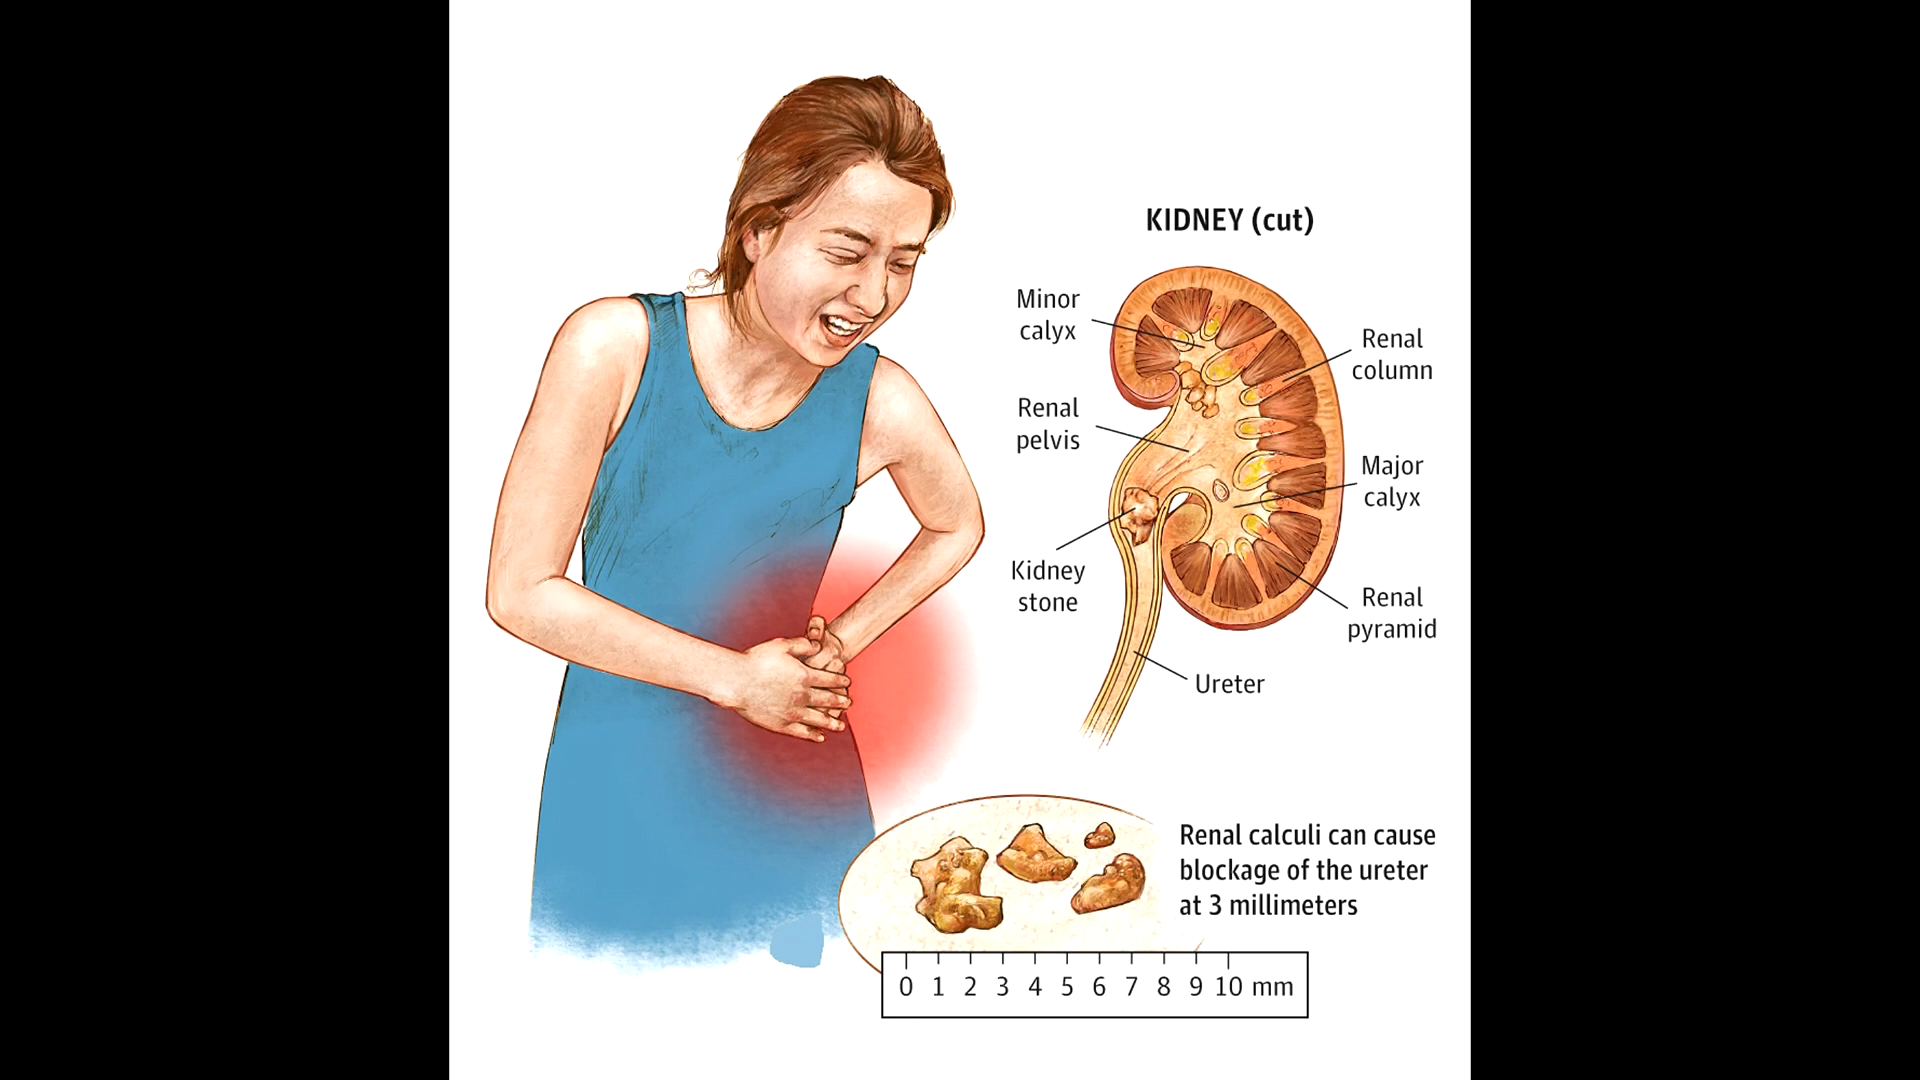 KIDNEY (cut)
Minor
calyx
Renal
column
Renal
pelvis
Major
calyx
Kidney
stone
Renal
pyramid
Ureter
Renal calculi can cause
blockage of the ureter
at 3 millimeters
0 1 2 3 4 5 6 7 8 9 10 mm